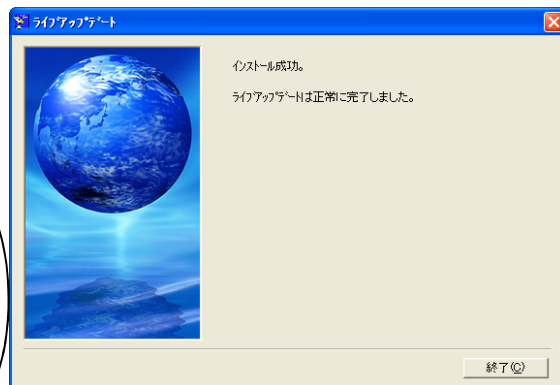 ライブアップデート
インストール成功。
ライブアップデートは正常に完了しました。
終了(C)